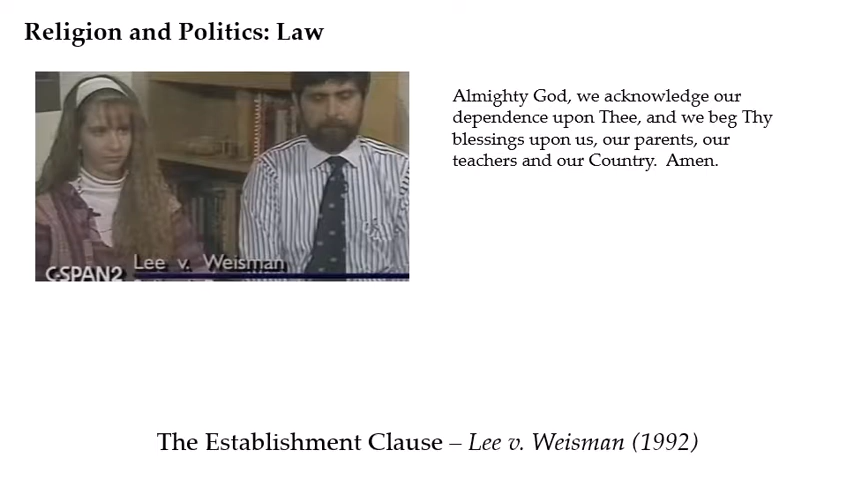 Religion and Politics: Law
Almighty God, we acknowledge our
dependence upon Thee, and we beg Thy
blessings upon us, our parents, our
teachers and our Country.  Amen.
Lee v. Weisman
C-SPAN2
The Establishment Clause – Lee v. Weisman (1992)